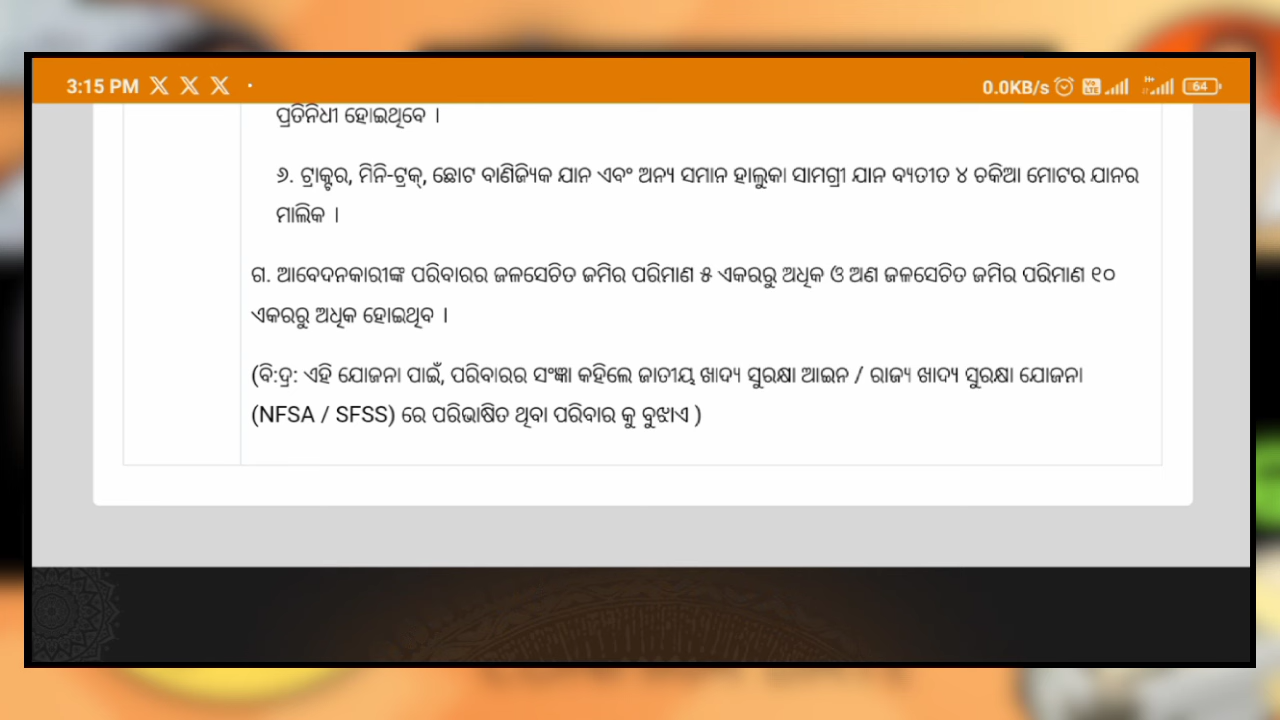 3:15 PM
0.0KB/s
64
ପ୍ରତିନିଧୀ ହୋଇଥିବେ ।
୬. ଟ୍ରାକ୍ଟର, ମିନି-ଟ୍ରକ୍, ଛୋଟ ବାଣିଜ୍ୟିକ ଯାନ ଏବଂ ଅନ୍ୟ ସମାନ ହାଲୁକା ସାମଗ୍ରୀ ଯାନ ବ୍ୟତୀତ ୪ ଚକିଆ ମୋଟର ଯାନର
ମାଲିକ ।
ଗ. ଆବେଦନକାରୀଙ୍କ ପରିବାରର ଜଳସେଚିତ ଜମିର ପରିମାଣ ୫ ଏକରରୁ ଅଧିକ ଓ ଅଣ ଜଳସେଚିତ ଜମିର ପରିମାଣ ୧୦
ଏକରରୁ ଅଧିକ ହୋଇଥିବ ।
(ବି:ଦ୍ର: ଏହି ଯୋଜନା ପାଇଁ, ପରିବାରର ସଂଜ୍ଞା କହିଲେ ଜାତୀୟ ଖାଦ୍ୟ ସୁରକ୍ଷା ଆଇନ / ରାଜ୍ୟ ଖାଦ୍ୟ ସୁରକ୍ଷା ଯୋଜନା
(NFSA / SFSS) ରେ ପରିଭାଷିତ ଥିବା ପରିବାର କୁ ବୁଝାଏ )